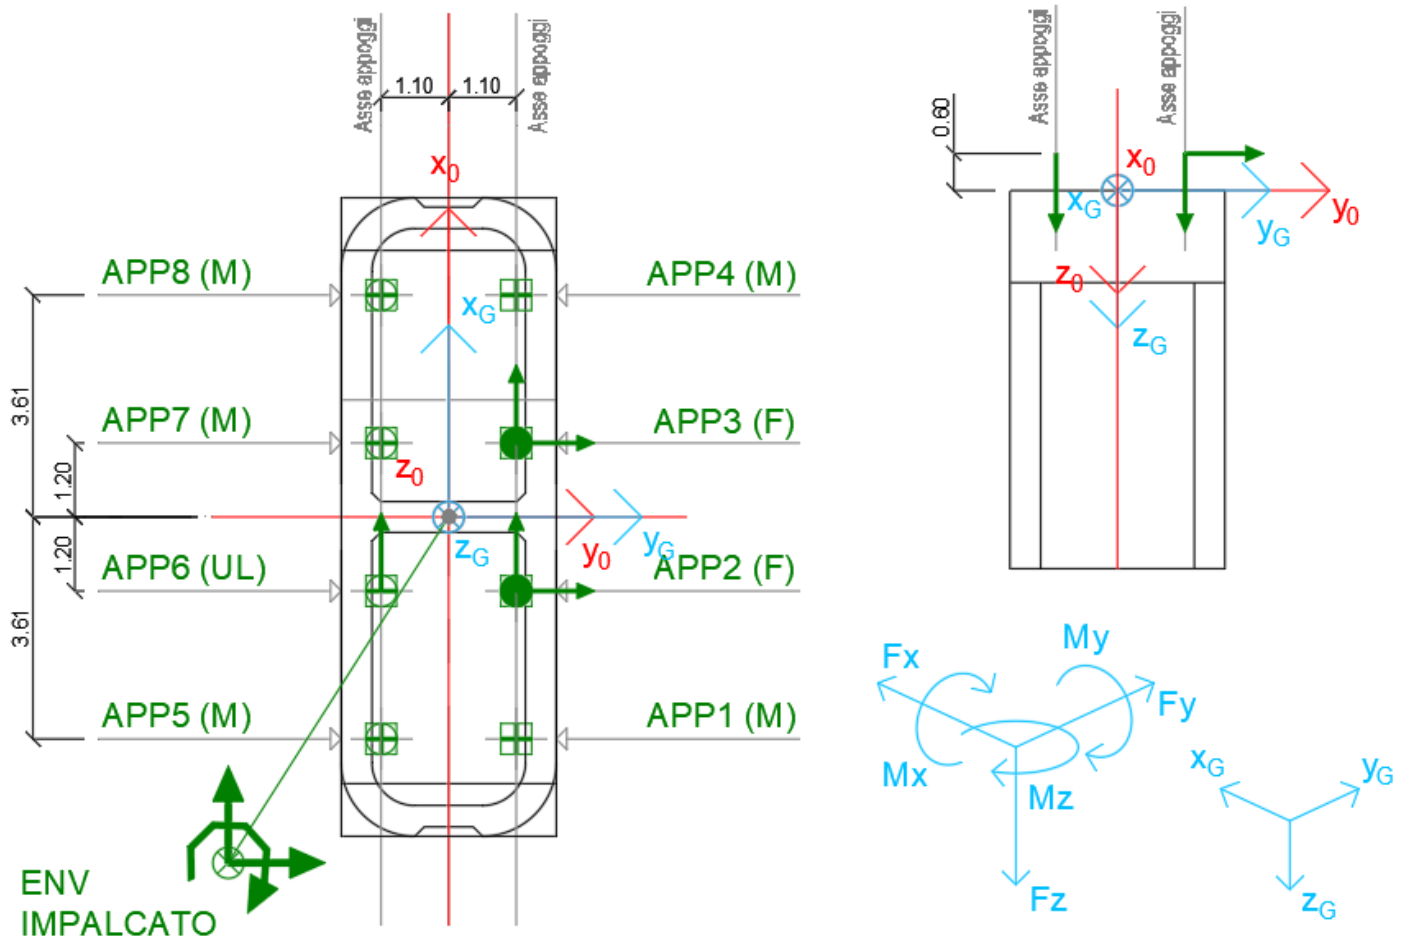 Asse appoggi
Asse appoggi
1.10
1.10
x0
APP8 (M)
APP4 (M)
xG
3.61
APP7 (M)
APP3 (F)
1.20
z0
zG
y0
yG
1.20
APP6 (UL)
APP2 (F)
3.61
APP5 (M)
APP1 (M)
ENV
IMPALCATO
Asse appoggi
Asse appoggi
0.60
x0
xG
yG
y0
z0
zG
My
Fx
Fy
Mx
Mz
Fz
xG
yG
zG